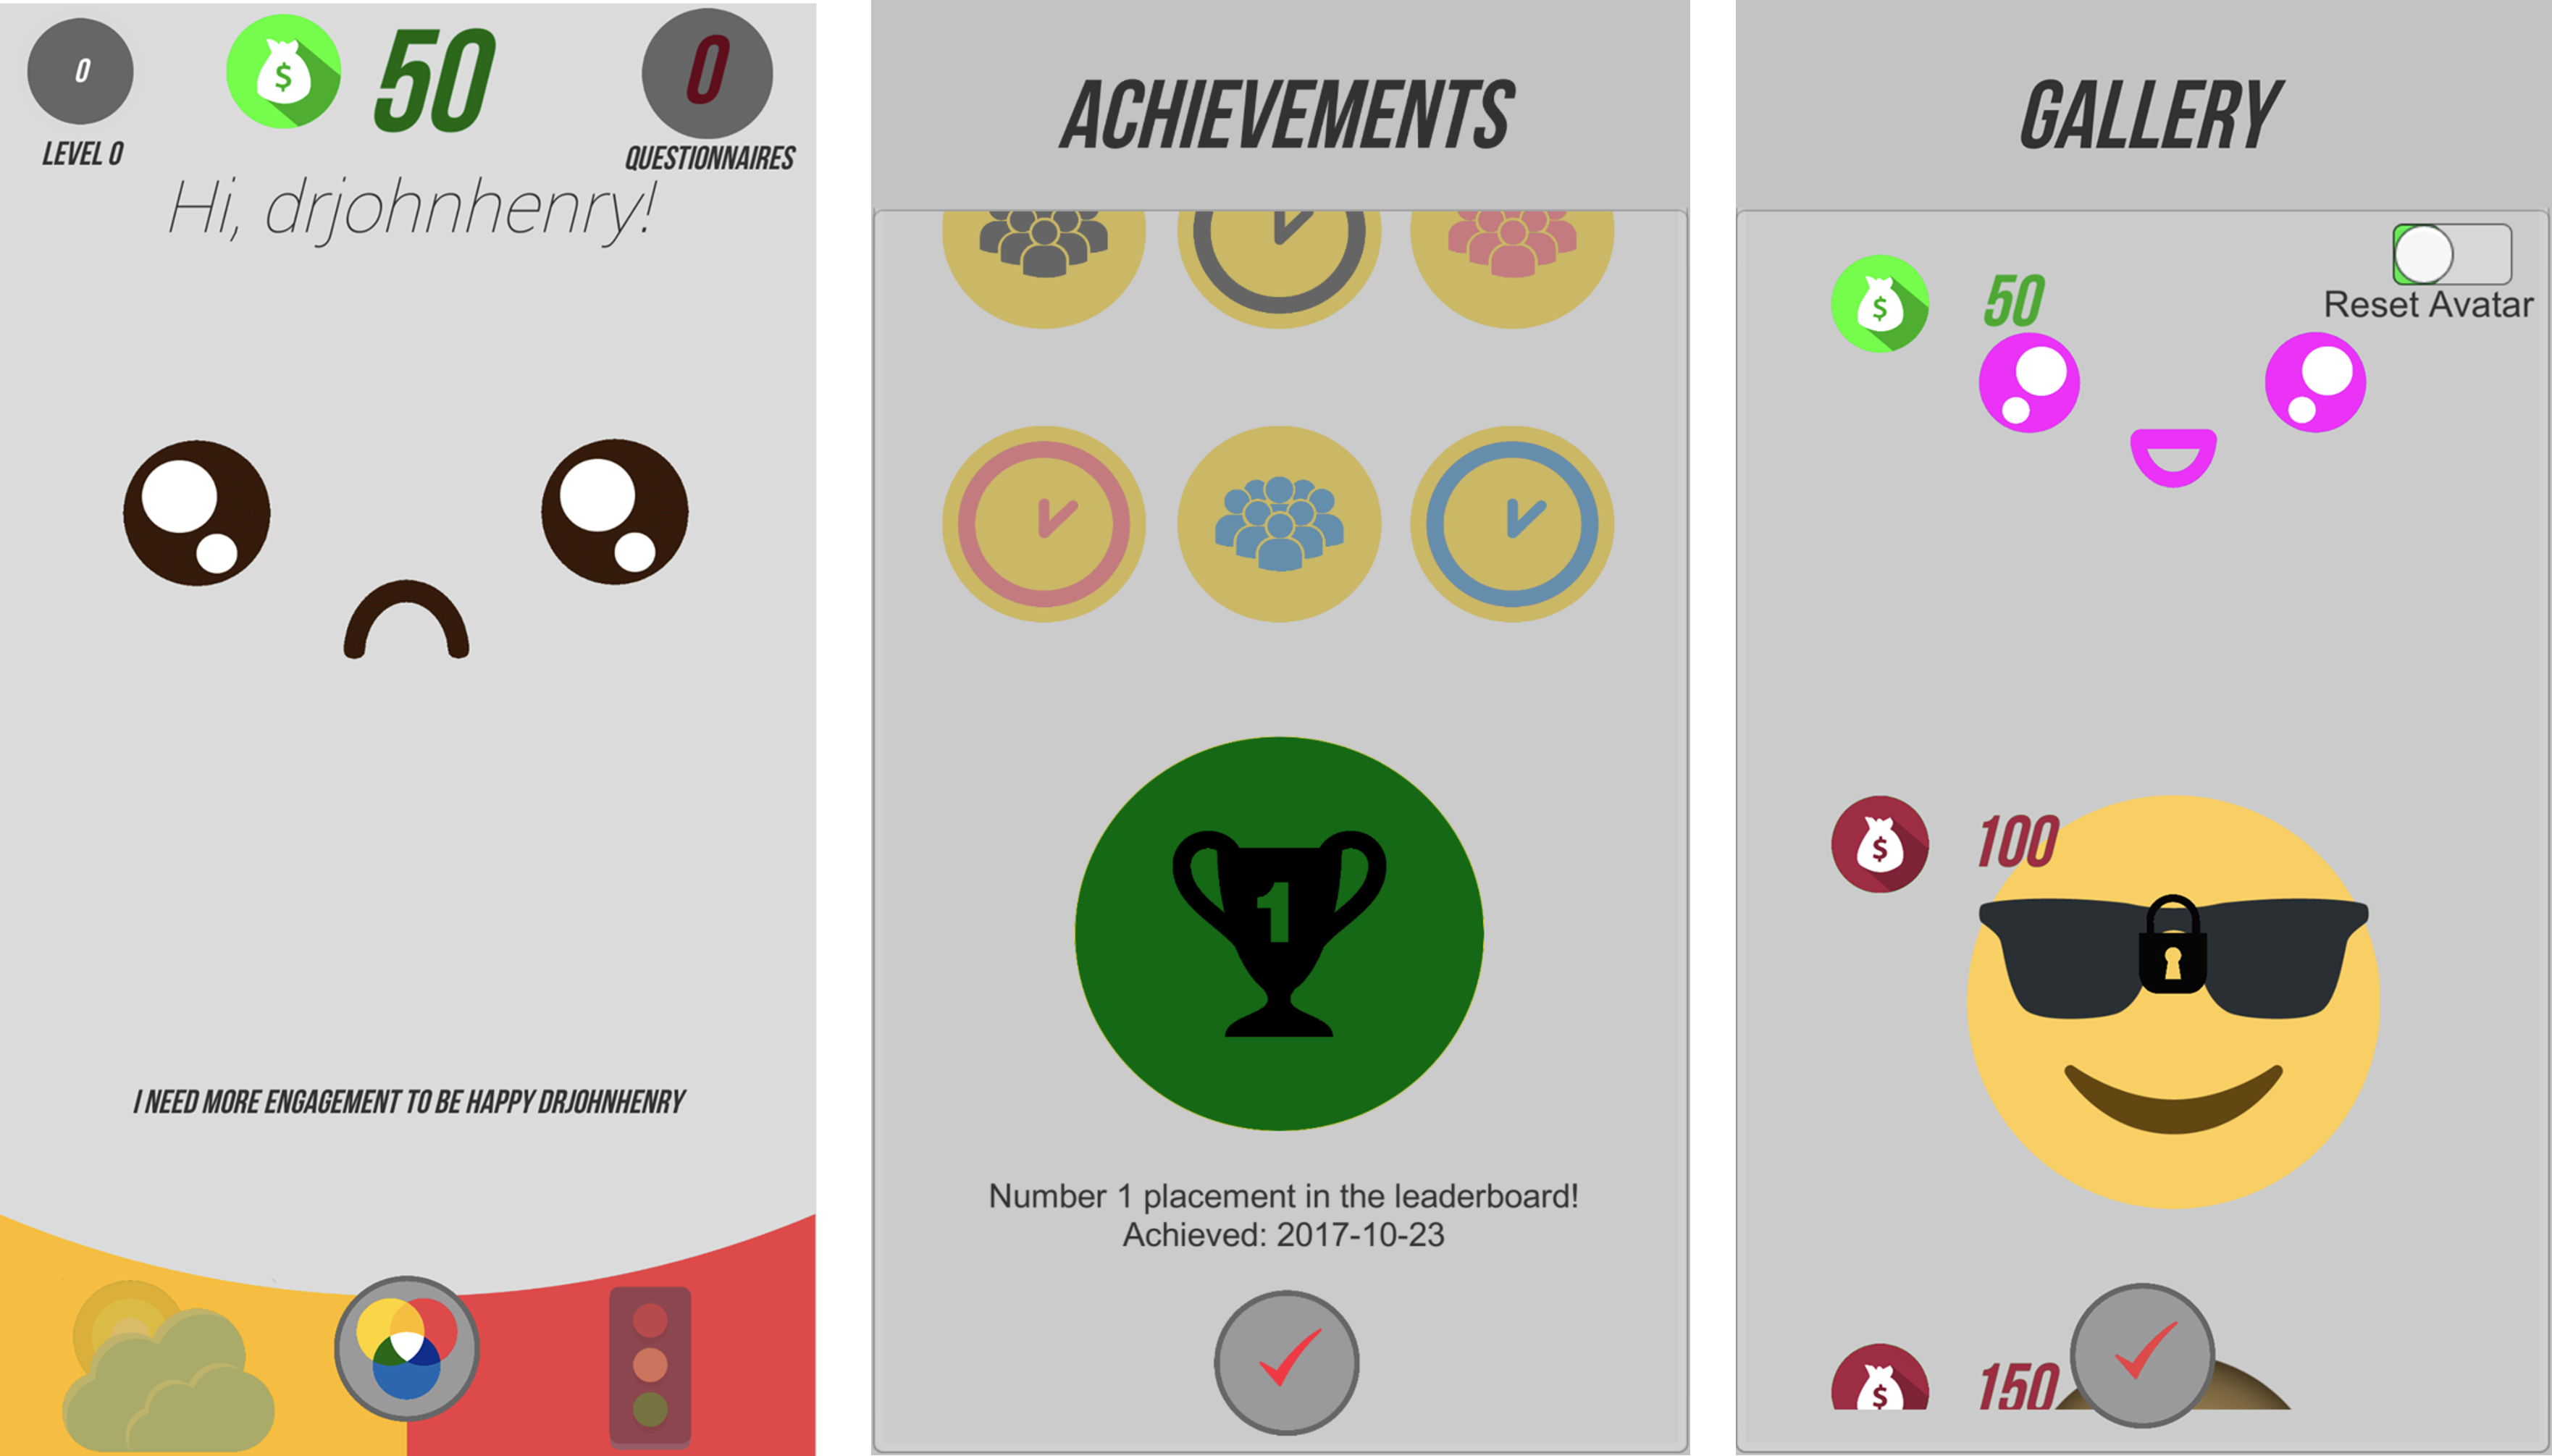 0
50
0
LEVEL 0
QUESTIONNAIRES
Hi, drjohnhenry!
I NEED MORE ENGAGEMENT TO BE HAPPY DRJOHNHENRY
ACHIEVEMENTS
1
Number 1 placement in the leaderboard!
Achieved: 2017-10-23
GALLERY
$ 50
Reset Avatar
$ 100
$ 150